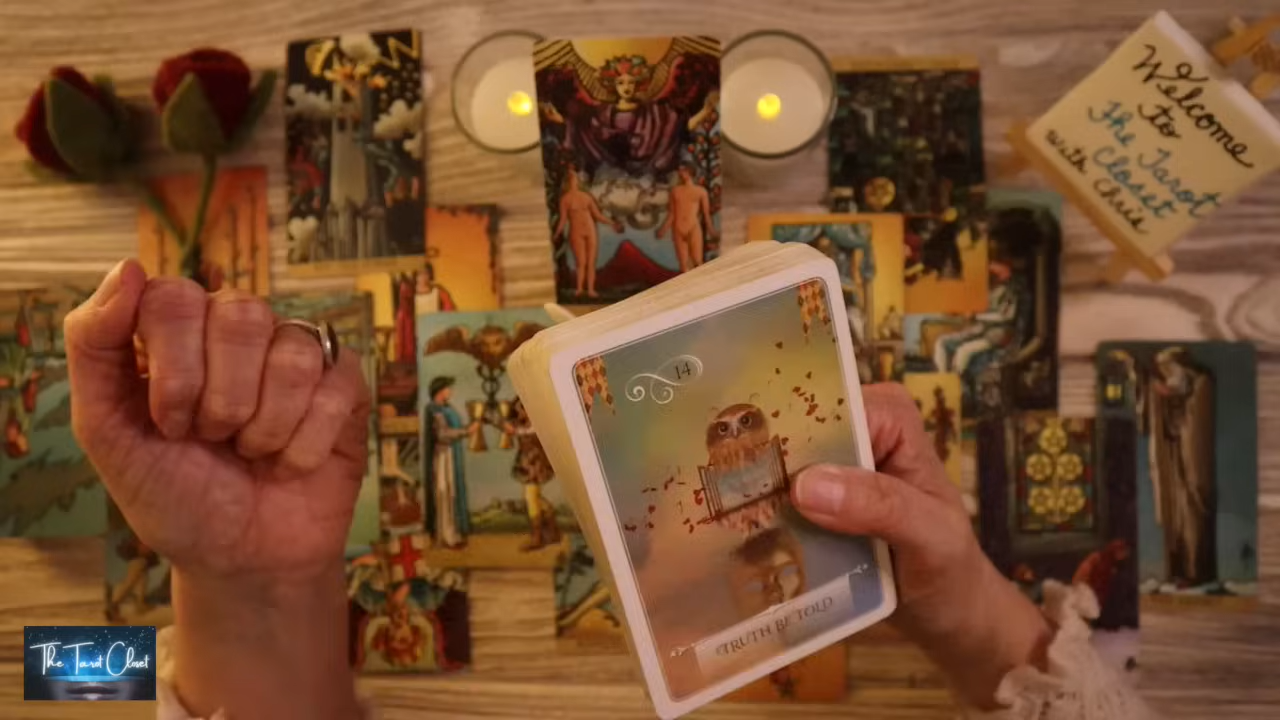 Welcome
to
The Tarot
Closet
with Chris
14
TRUTH BE TOLD
The Tarot Closet